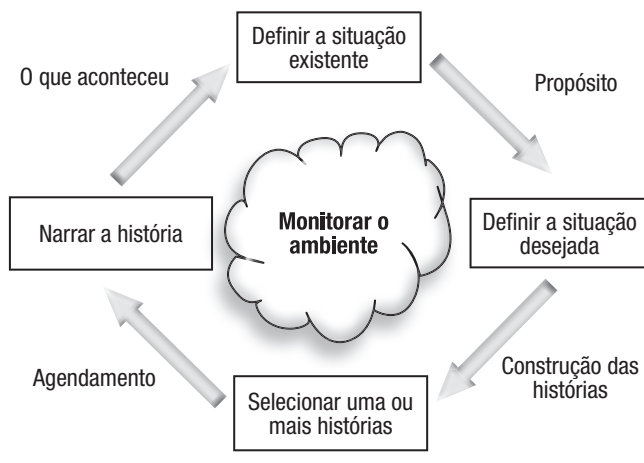 Definir a situação
existente
O que aconteceu
Propósito
Monitorar o
ambiente
Narrar a história
Definir a situação
desejada
Agendamento
Construção das
histórias
Selecionar uma ou
mais histórias